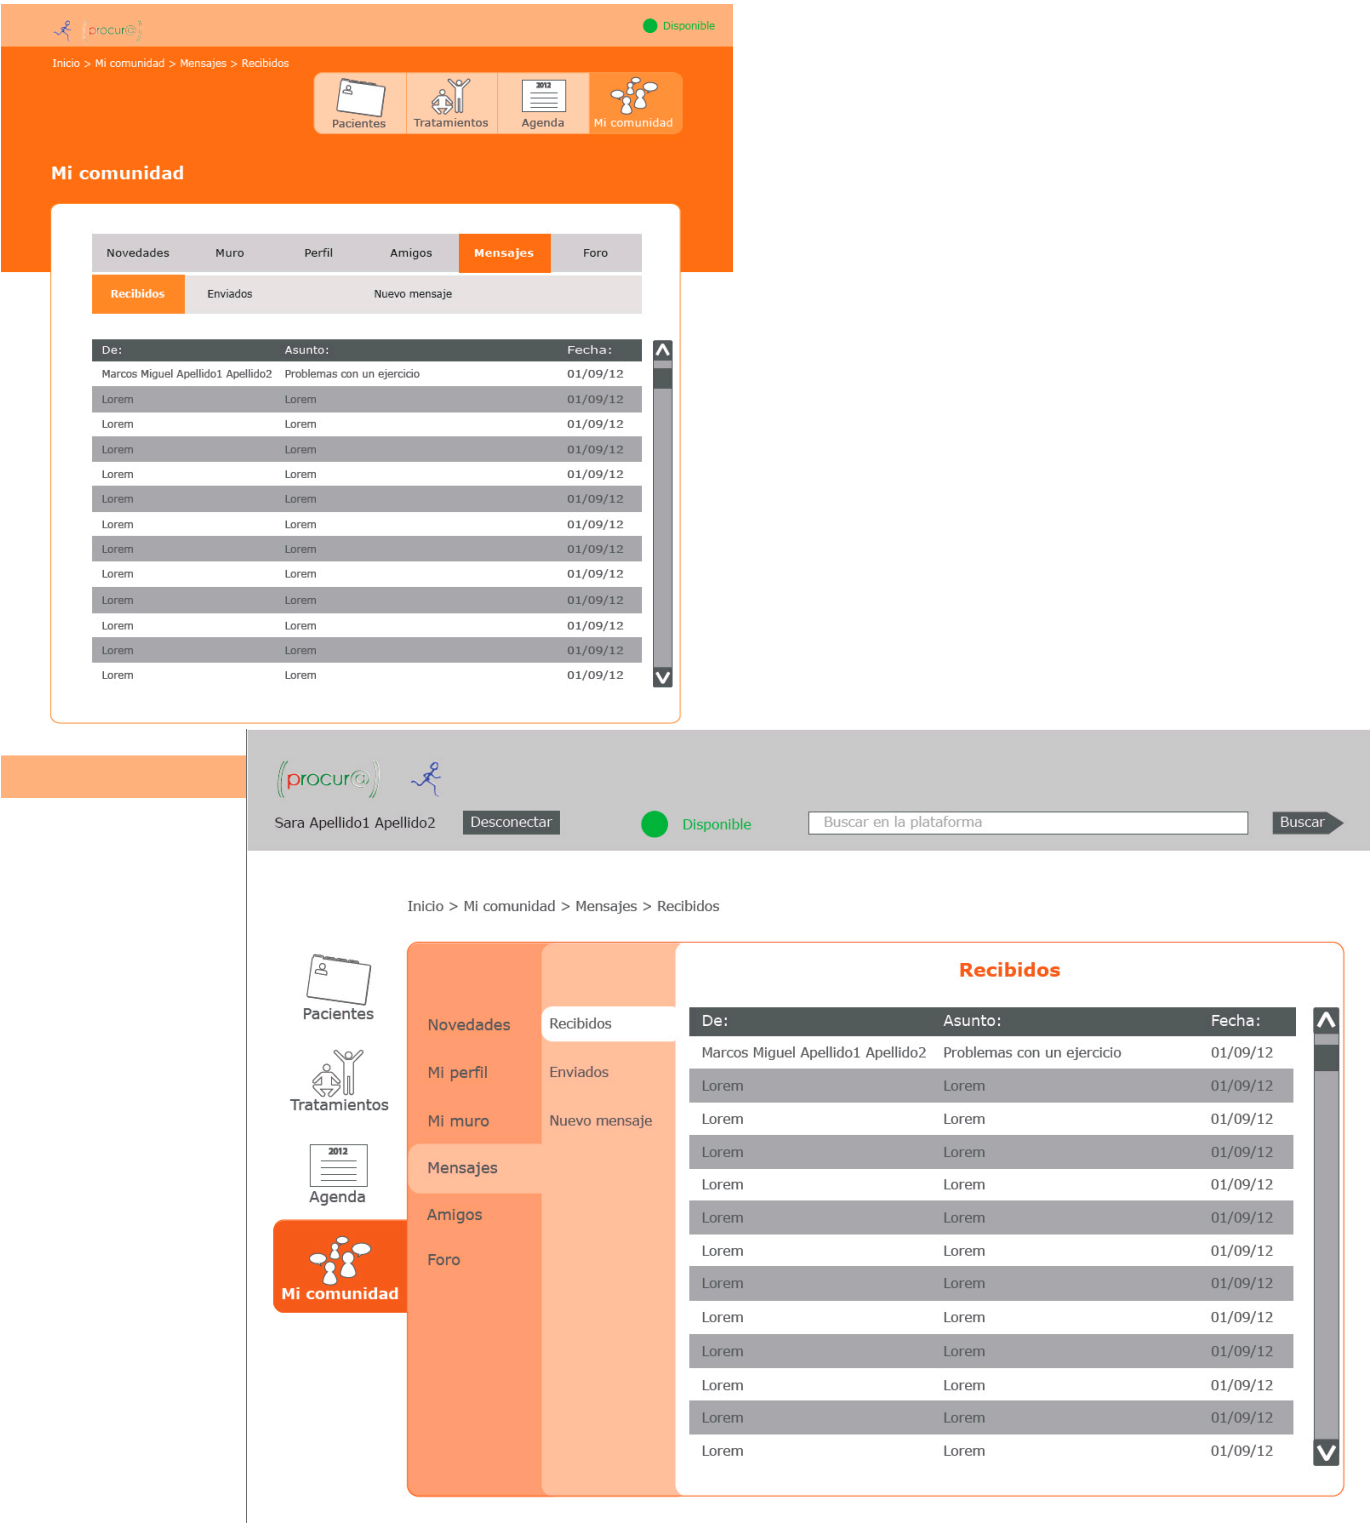 (procur@)
Disponible
Inicio > Mi comunidad > Mensajes > Recibidos
2012
Pacientes Tratamientos Agenda Mi comunidad
Mi comunidad
Novedades Muro Perfil Amigos Mensajes Foro
Recibidos Enviados Nuevo mensaje
De: Asunto: Fecha:
Marcos Miguel Apellido1 Apellido2 Problemas con un ejercicio 01/09/12
Lorem Lorem 01/09/12
Lorem Lorem 01/09/12
Lorem Lorem 01/09/12
Lorem Lorem 01/09/12
Lorem Lorem 01/09/12
Lorem Lorem 01/09/12
Lorem Lorem 01/09/12
Lorem Lorem 01/09/12
Lorem Lorem 01/09/12
Lorem Lorem 01/09/12
Lorem Lorem 01/09/12
Lorem Lorem 01/09/12
(procur@)
Sara Apellido1 Apellido2 Desconectar Disponible Buscar en la plataforma Buscar
Inicio > Mi comunidad > Mensajes > Recibidos
Pacientes
Tratamientos
2012
Agenda
Mi comunidad
Novedades
Mi perfil
Mi muro
Mensajes
Amigos
Foro
Recibidos
Enviados
Nuevo mensaje
Recibidos
De: Asunto: Fecha:
Marcos Miguel Apellido1 Apellido2 Problemas con un ejercicio 01/09/12
Lorem Lorem 01/09/12
Lorem Lorem 01/09/12
Lorem Lorem 01/09/12
Lorem Lorem 01/09/12
Lorem Lorem 01/09/12
Lorem Lorem 01/09/12
Lorem Lorem 01/09/12
Lorem Lorem 01/09/12
Lorem Lorem 01/09/12
Lorem Lorem 01/09/12
Lorem Lorem 01/09/12
Lorem Lorem 01/09/12